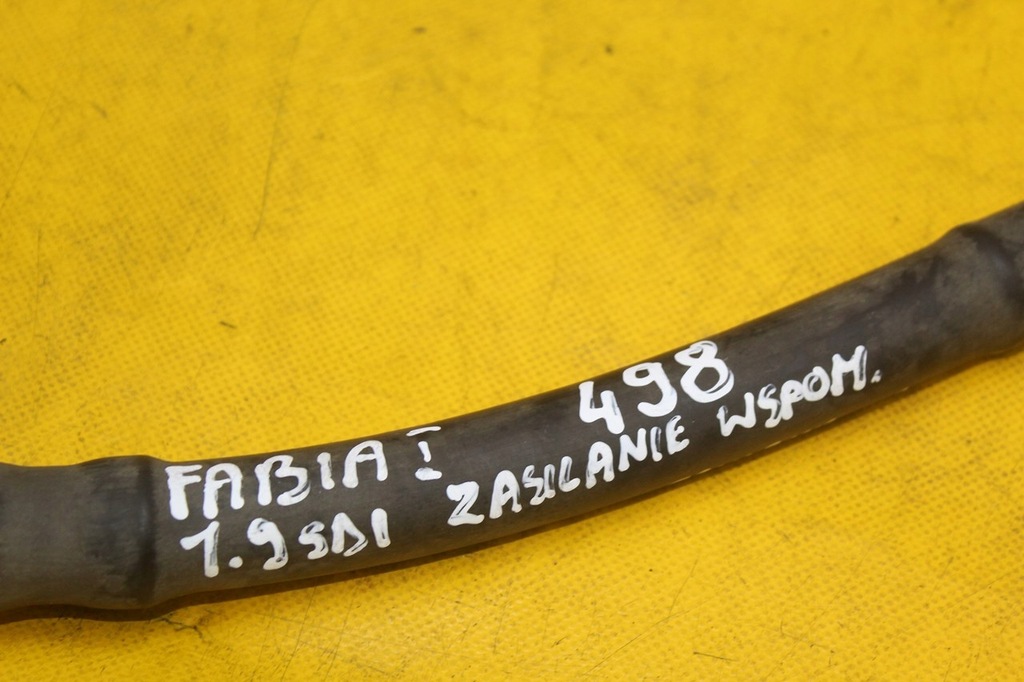 FABIA I
1.9 SDI
498
ZASILANIE WSPOM.